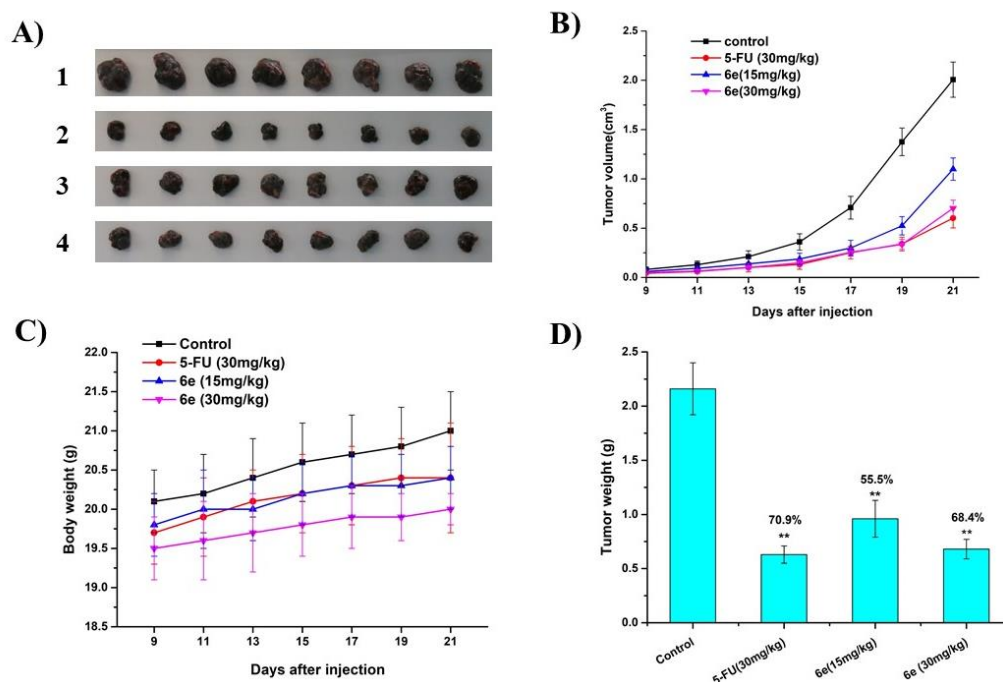 A)
1
2
3
4
B)
control
5-FU (30mg/kg)
6e(15mg/kg)
6e(30mg/kg)
Tumor volume(cm³)
2.5
2.0
1.5
1.0
0.5
0.0
9 11 13 15 17 19 21
Days after injection
C)
Control
5-FU (30mg/kg)
6e (15mg/kg)
6e (30mg/kg)
Body weight (g)
22.0
21.5
21.0
20.5
20.0
19.5
19.0
18.5
9 11 13 15 17 19 21
Days after injection
D)
Tumor weight (g)
2.5
2.0
1.5
1.0
0.5
0.0
70.9%
**
55.5%
**
68.4%
**
Control
5-FU(30mg/kg)
6e(15mg/kg)
6e (30mg/kg)